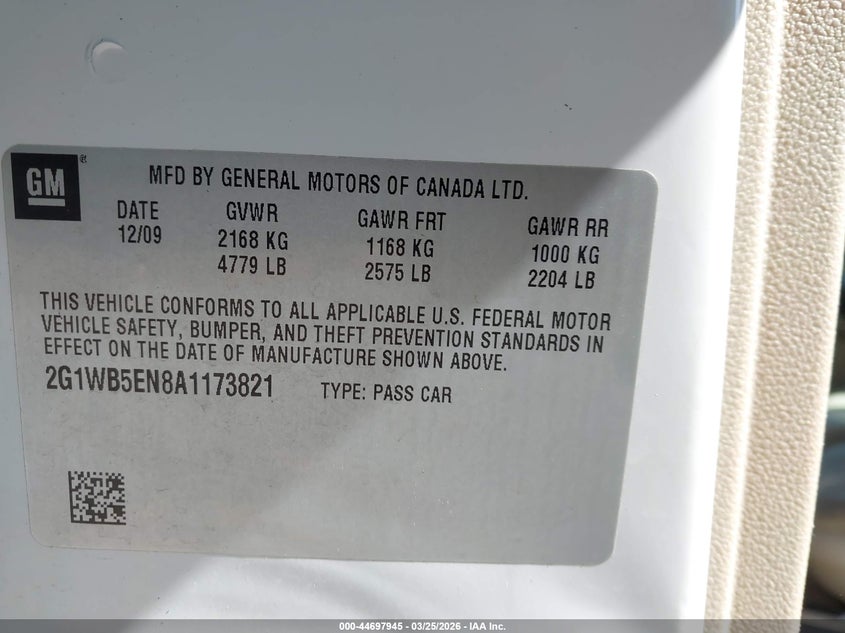 GM ®
MFD BY GENERAL MOTORS OF CANADA LTD.
DATE GVWR GAWR FRT GAWR RR
12/09 2168 KG 1168 KG 1000 KG
4779 LB 2575 LB 2204 LB
THIS VEHICLE CONFORMS TO ALL APPLICABLE U.S. FEDERAL MOTOR
VEHICLE SAFETY, BUMPER, AND THEFT PREVENTION STANDARDS IN
EFFECT ON THE DATE OF MANUFACTURE SHOWN ABOVE.
2G1WB5EN8A1173821 TYPE: PASS CAR
000-44697945 - 03/25/2026 - IAA Inc.